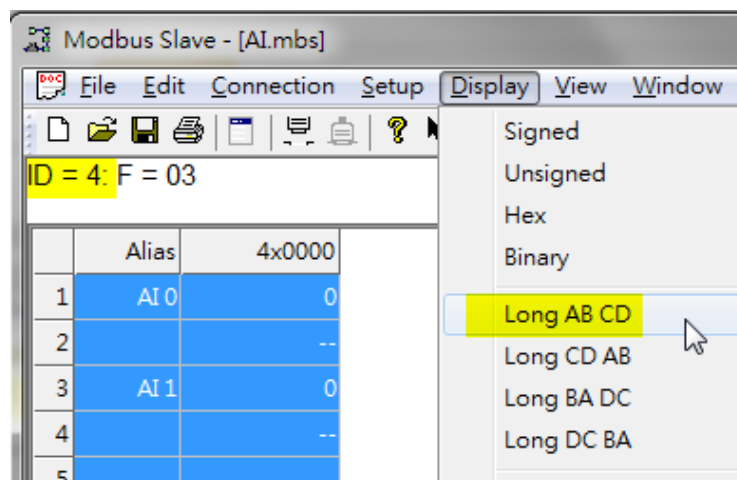 Modbus Slave - [AI.mbs]
DOC File Edit Connection Setup Display View Window
ID = 4: F = 03
Alias 4x0000
1 AI 0 0
2 --
3 AI 1 0
4 --
5
Signed
Unsigned
Hex
Binary
Long AB CD
Long CD AB
Long BA DC
Long DC BA